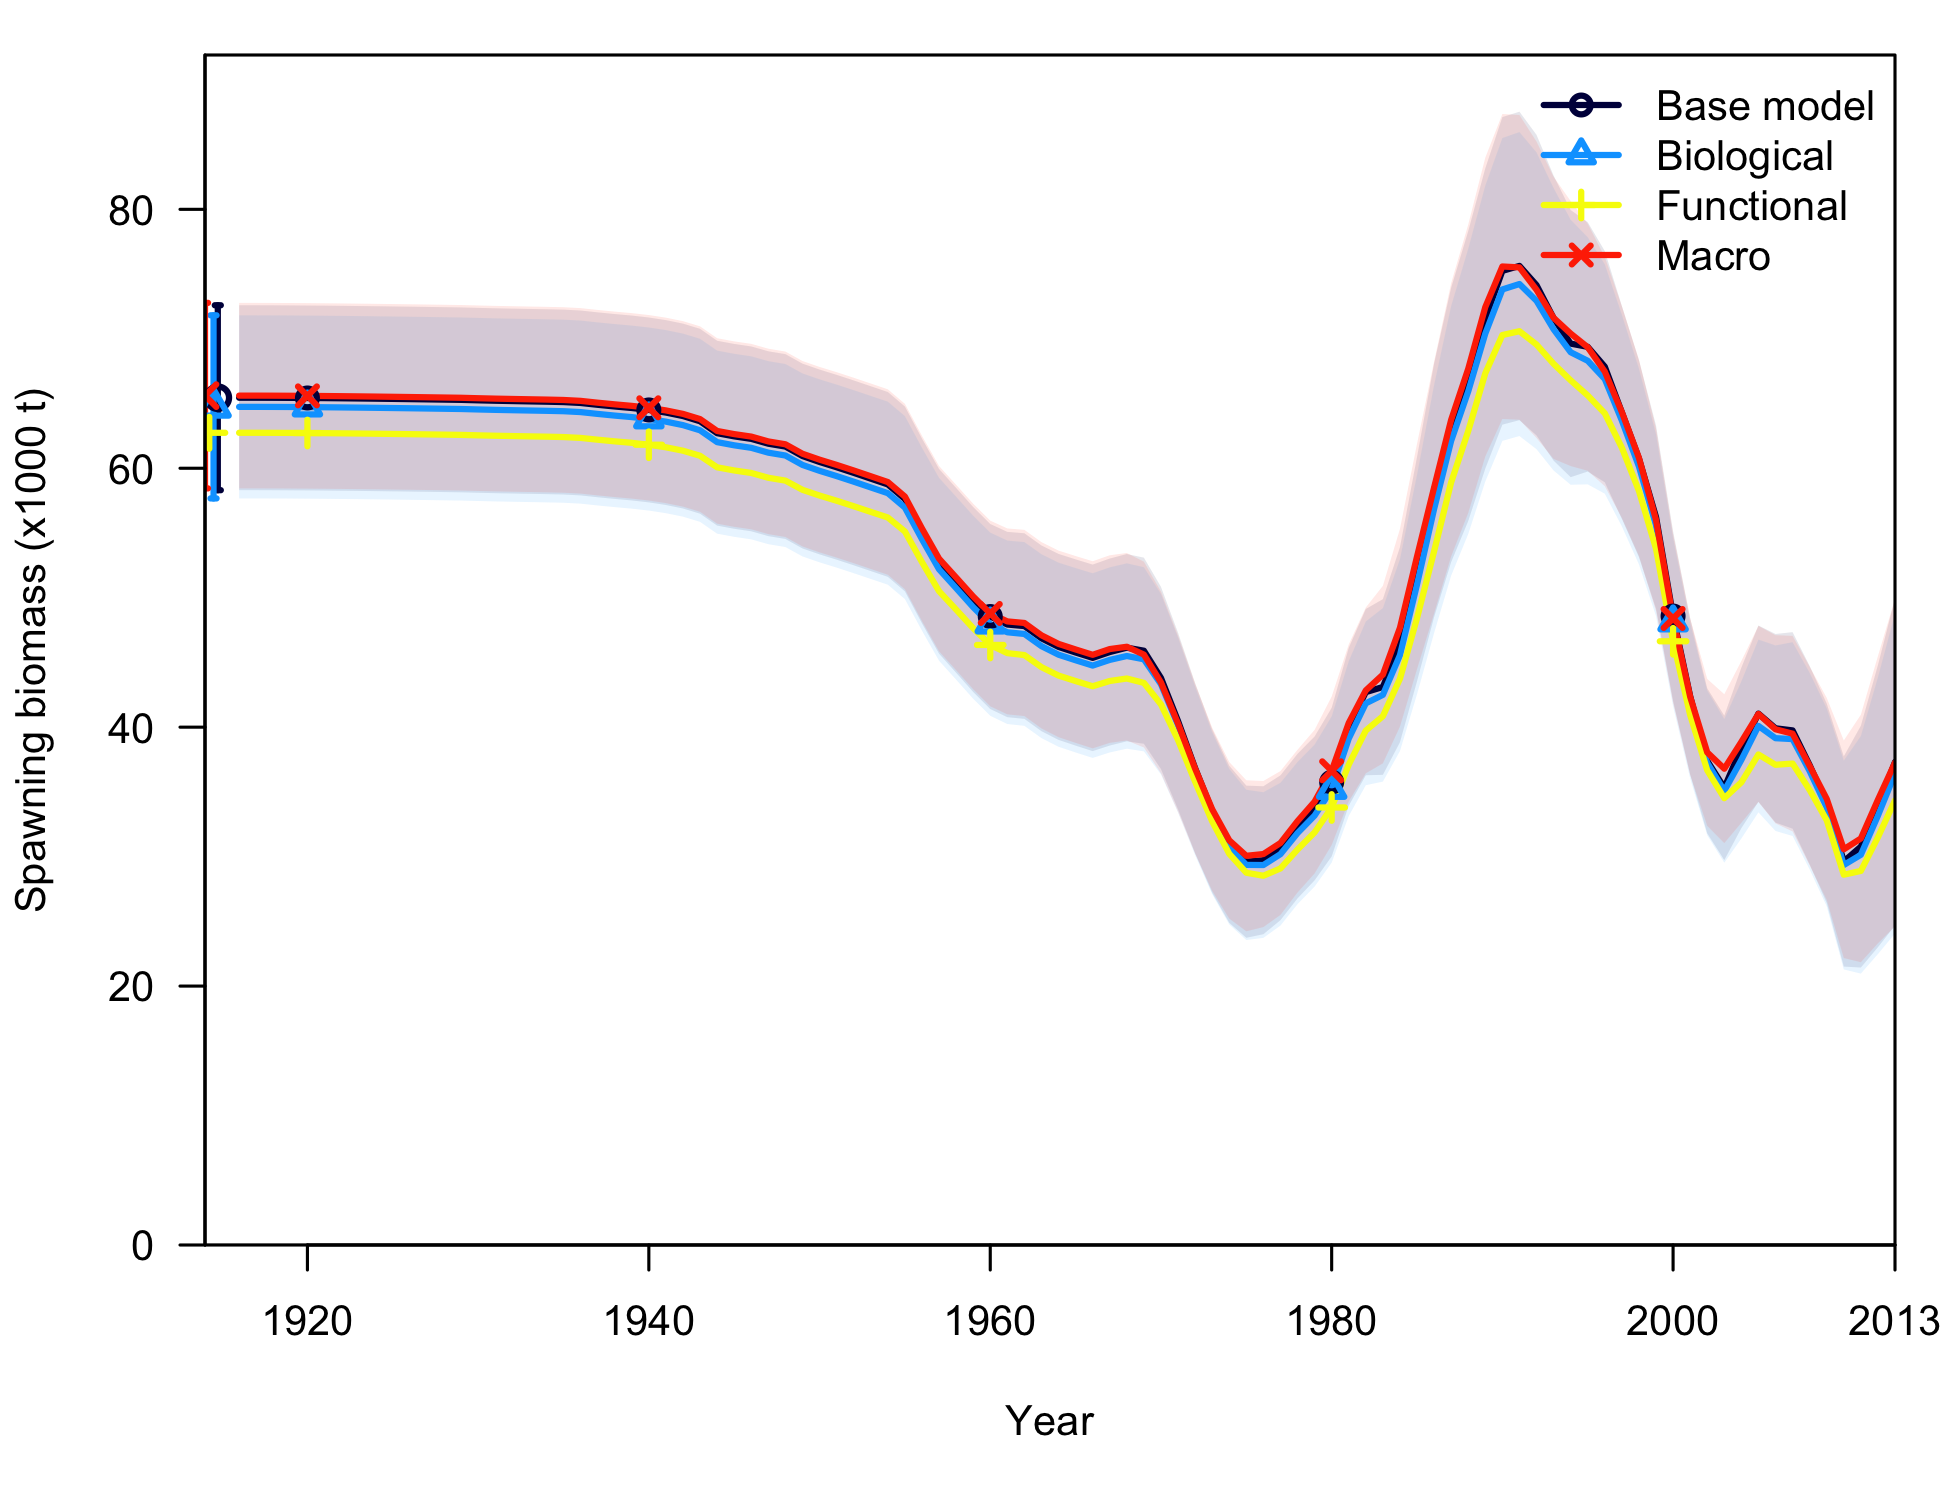 Base model
Biological
Functional
Macro
Spawning biomass (x1000 t)
80
60
40
20
0
1920 1940 1960 1980 2000 2013
Year